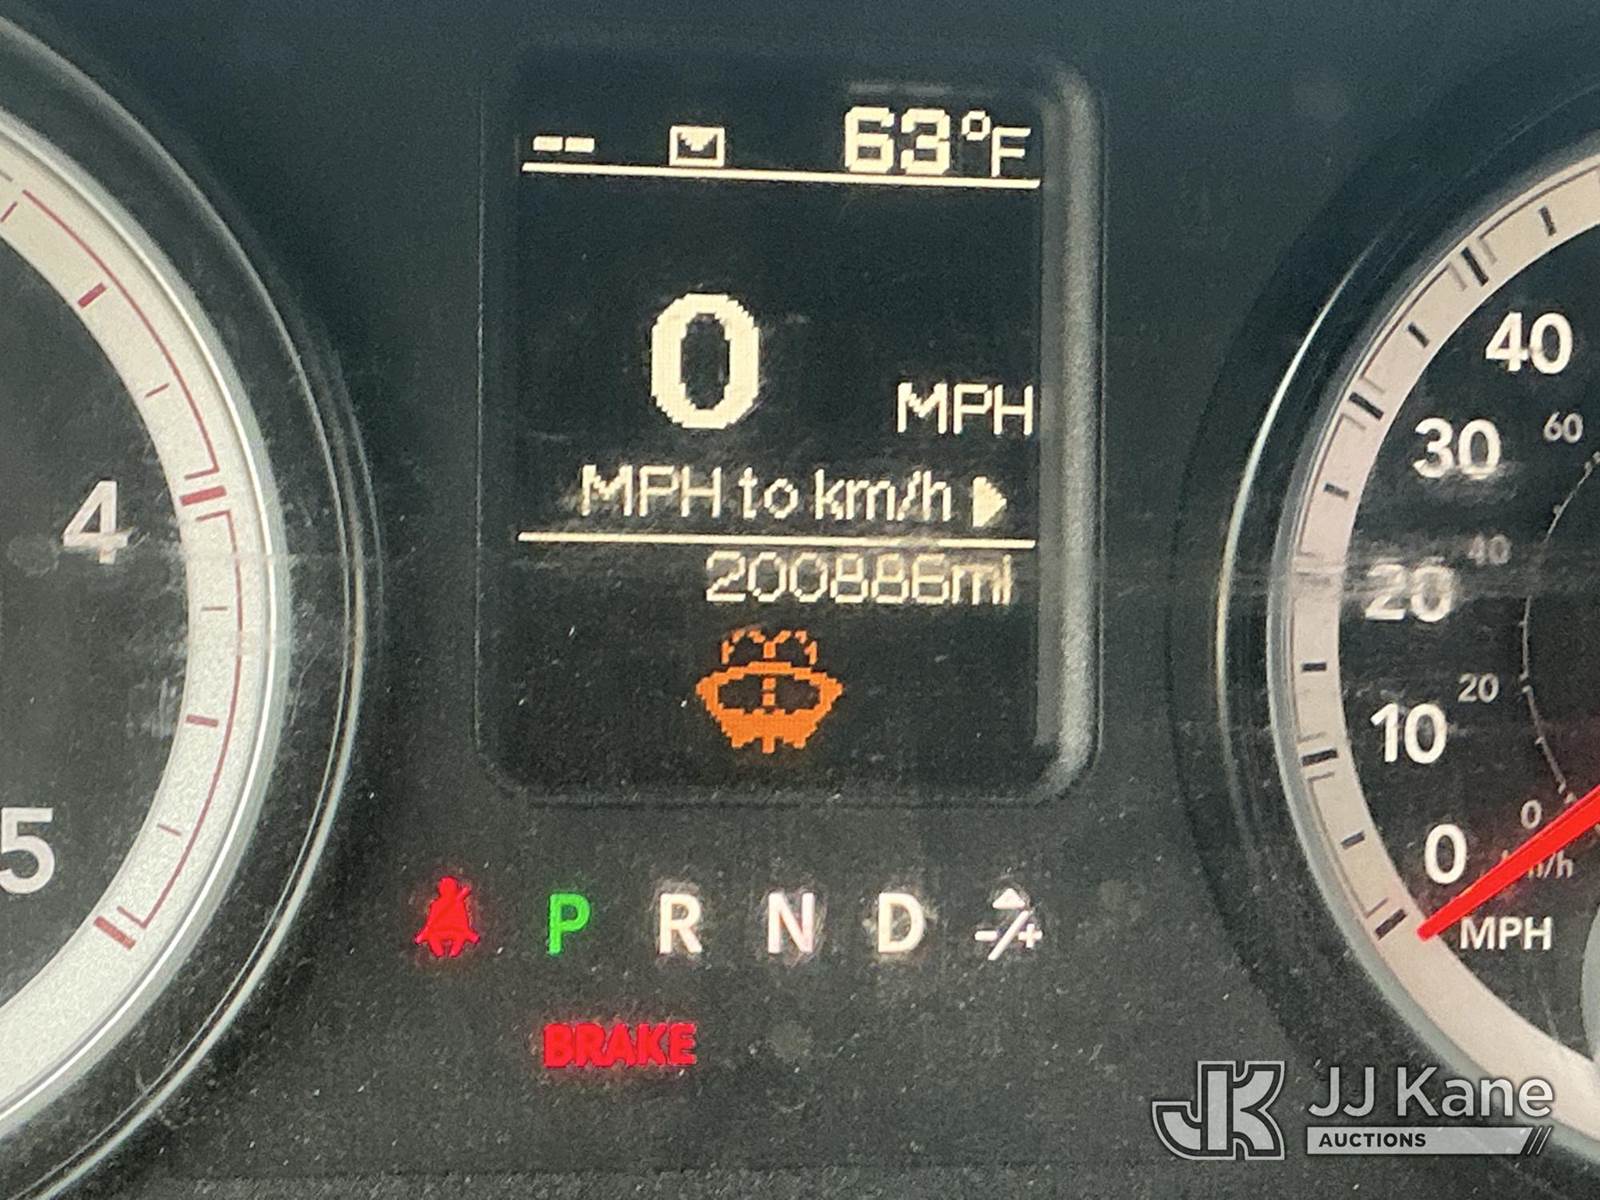 -- 63°F
0 MPH
MPH to km/h
200886mi
P R N D -/+
BRAKE
4
5
40
30 60
20 40
10 20
0 0
MPH
JK JJ Kane
AUCTIONS